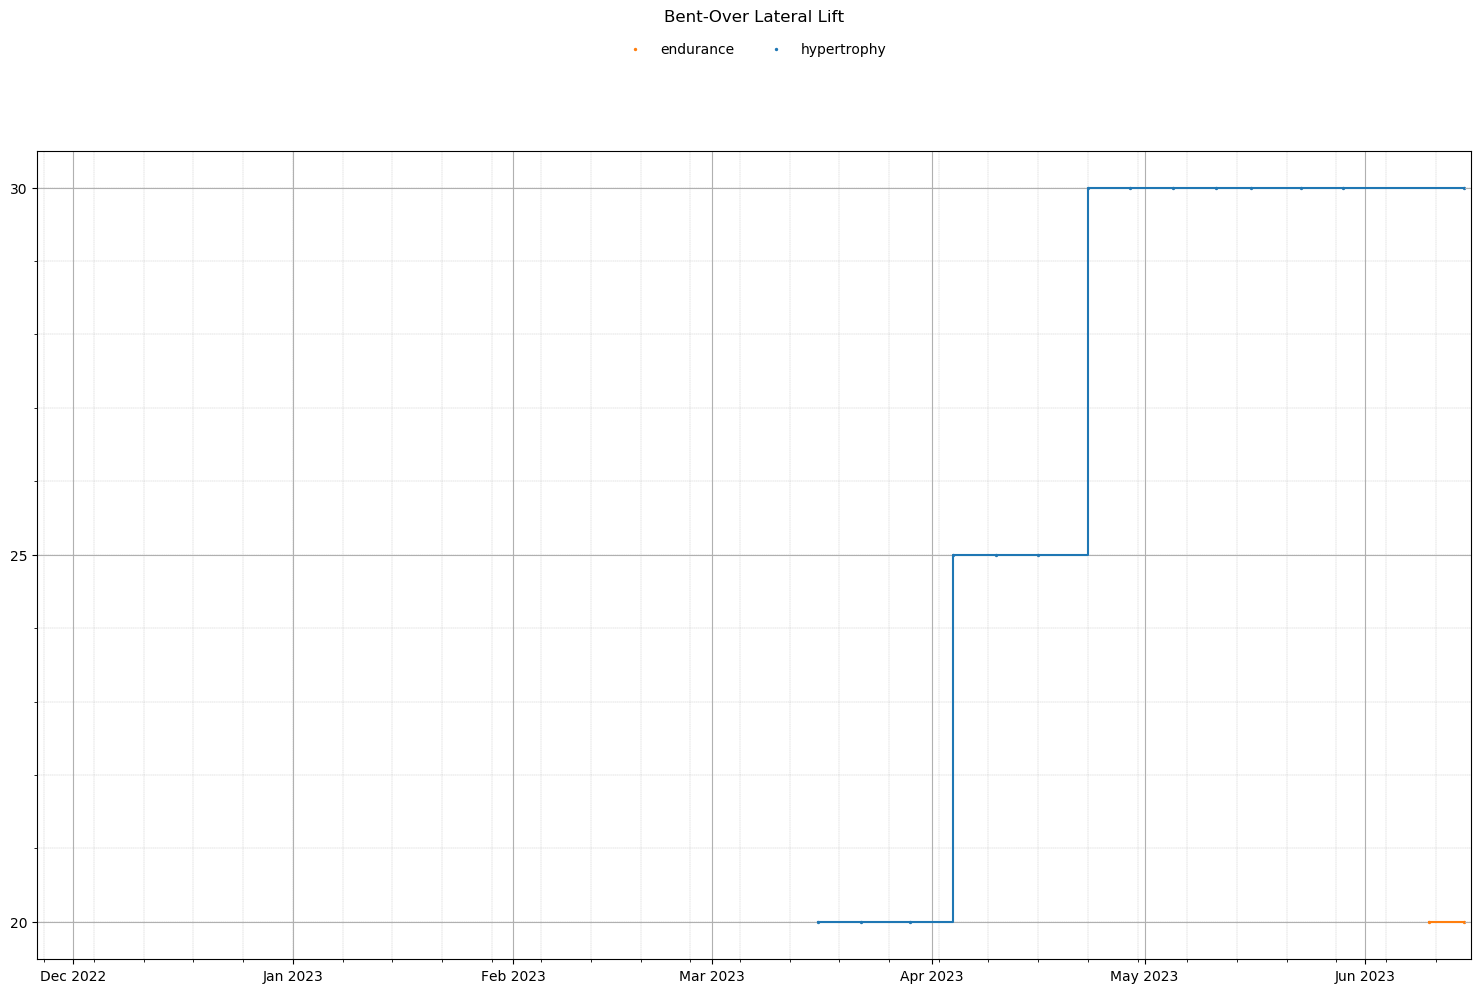 Bent-Over Lateral Lift
endurance hypertrophy
30
25
20
Dec 2022 Jan 2023 Feb 2023 Mar 2023 Apr 2023 May 2023 Jun 2023